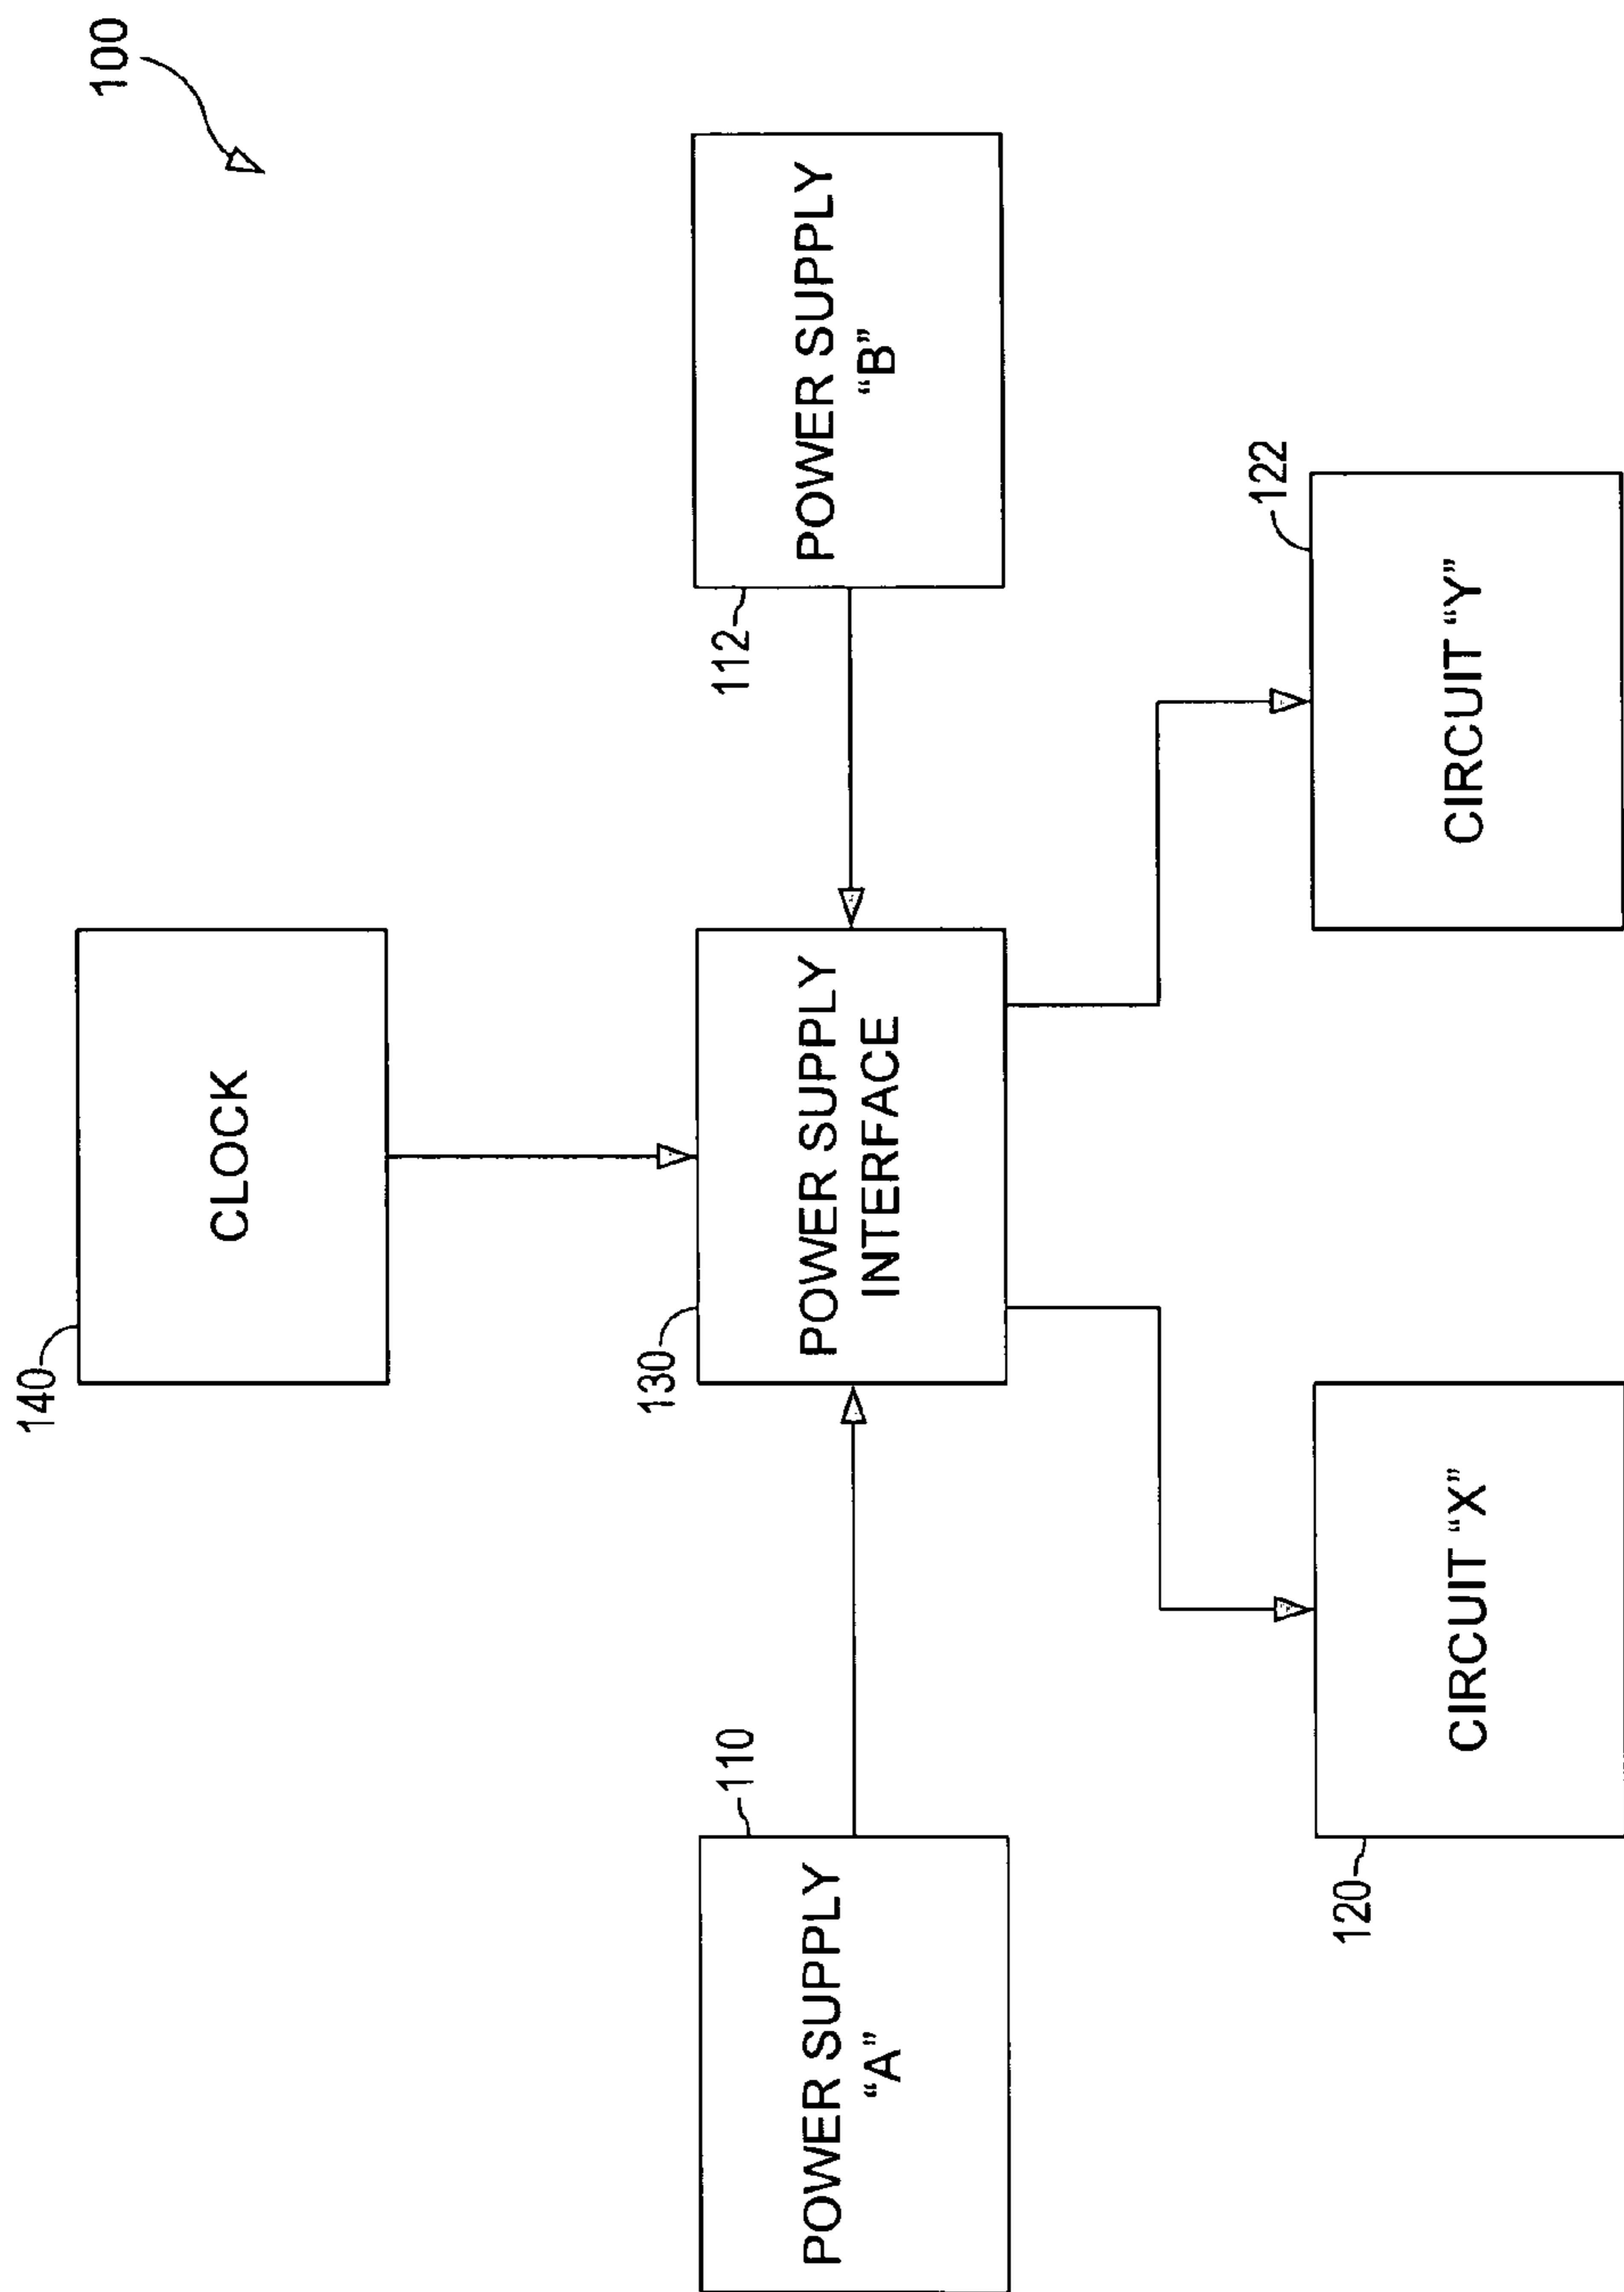 100
140
CLOCK
110
POWER SUPPLY
“A”
130
POWER SUPPLY
INTERFACE
112
POWER SUPPLY
“B”
120
CIRCUIT “X”
122
CIRCUIT “Y”